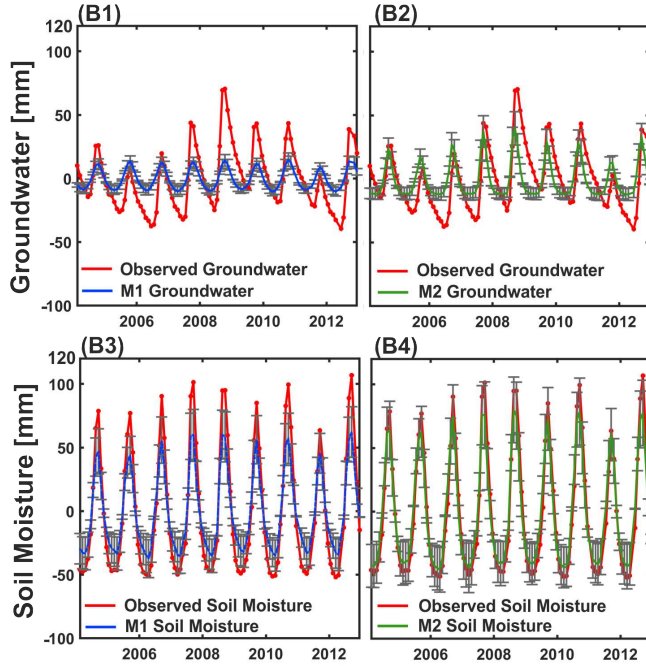 (B1)
(B2)
Groundwater [mm]
120
100
50
0
-50
-100
Observed Groundwater
M1 Groundwater
Observed Groundwater
M2 Groundwater
2006 2008 2010 2012
2006 2008 2010 2012
(B3)
(B4)
Soil Moisture [mm]
120
100
50
0
-50
-100
Observed Soil Moisture
M1 Soil Moisture
Observed Soil Moisture
M2 Soil Moisture
2006 2008 2010 2012
2006 2008 2010 2012